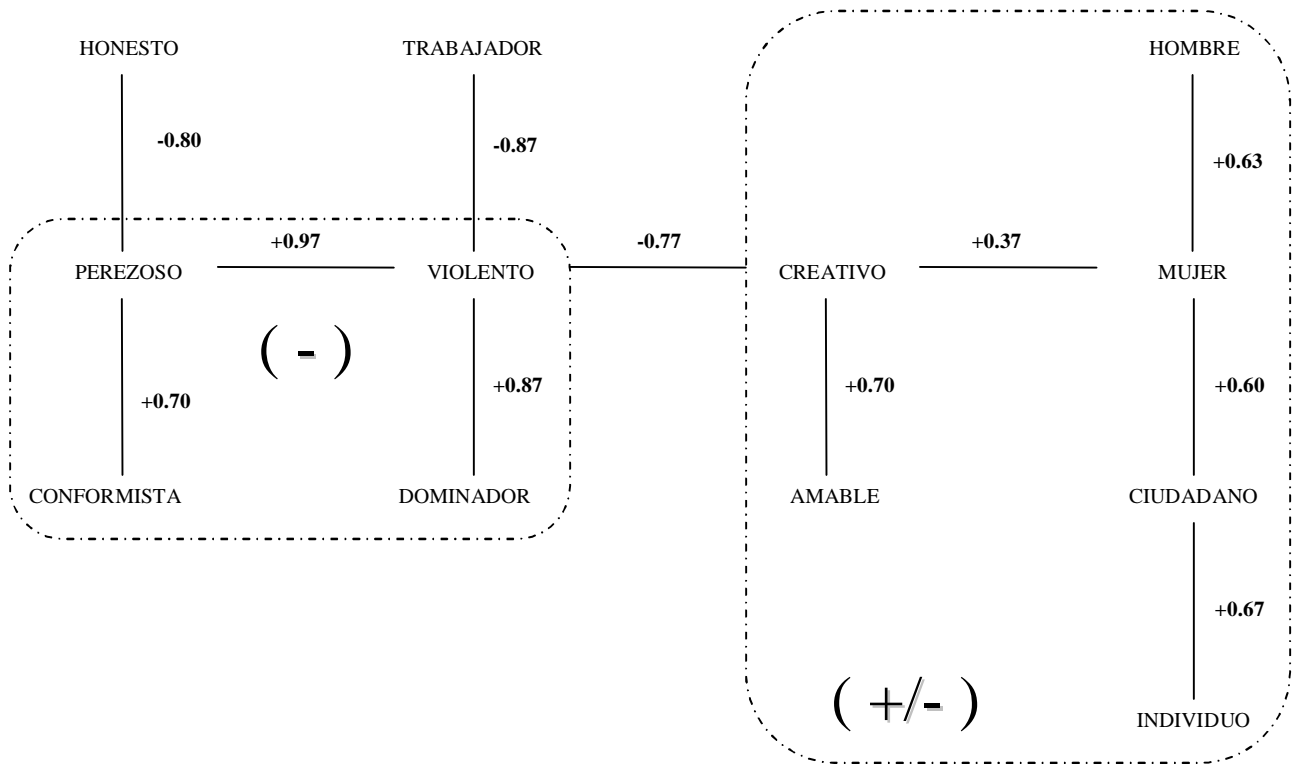 HONESTO TRABAJADOR HOMBRE
-0.80 -0.87 +0.63
+0.97 -0.77 +0.37
PEREZOSO VIOLENTO CREATIVO MUJER
( - )
+0.70 +0.87 +0.70 +0.60
CONFORMISTA DOMINADOR AMABLE CIUDADANO
+0.67
( +/- )
INDIVIDUO